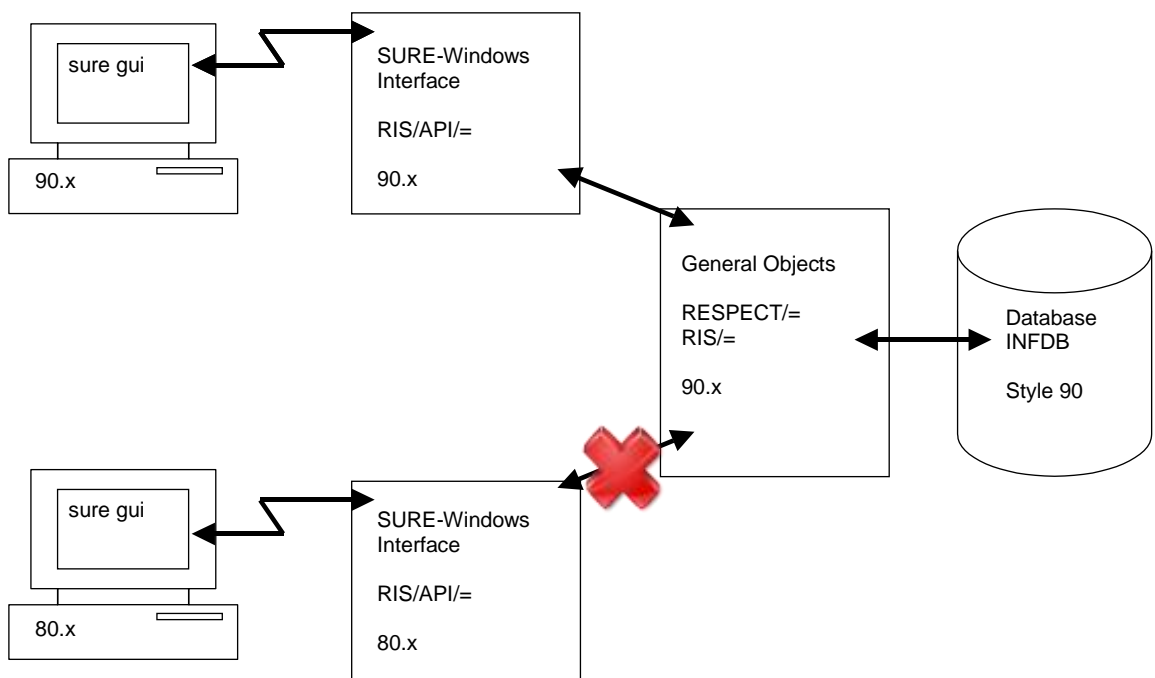 sure gui
90.x
SURE-Windows
Interface
RIS/API/=
90.x
General Objects
RESPECT/=
RIS/=
90.x
Database
INFDB
Style 90
sure gui
80.x
SURE-Windows
Interface
RIS/API/=
80.x